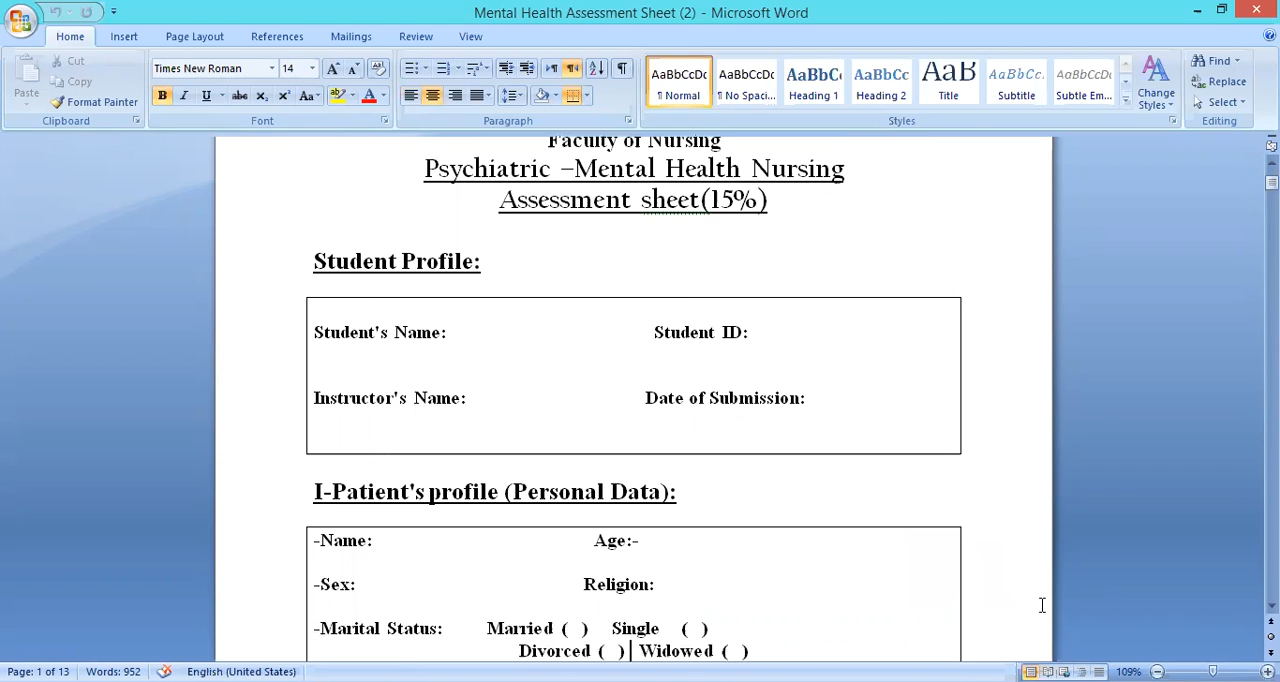 Mental Health Assessment Sheet (2) - Microsoft Word
Home Insert Page Layout References Mailings Review View
Paste
Cut
Copy
Format Painter
Clipboard
Times New Roman 14
B I U abe X₂ X² Aa
Font
Paragraph
AaBbCcDc AaBbCcDc AaBbC AaBbCc AaB AaBbCc. AaBbCcDc
¶ Normal ¶ No Spaci... Heading 1 Heading 2 Title Subtitle Subtle Em...
Change Styles
Styles
Find
Replace
Select
Editing
Faculty of Nursing
Psychiatric –Mental Health Nursing
Assessment sheet(15%)
Student Profile:
Student's Name: Student ID:
Instructor's Name: Date of Submission:
I-Patient's profile (Personal Data):
-Name: Age:-
-Sex: Religion:
-Marital Status: Married ( ) Single ( )
Divorced ( ) Widowed ( )
Page: 1 of 13 Words: 952 English (United States) 109%